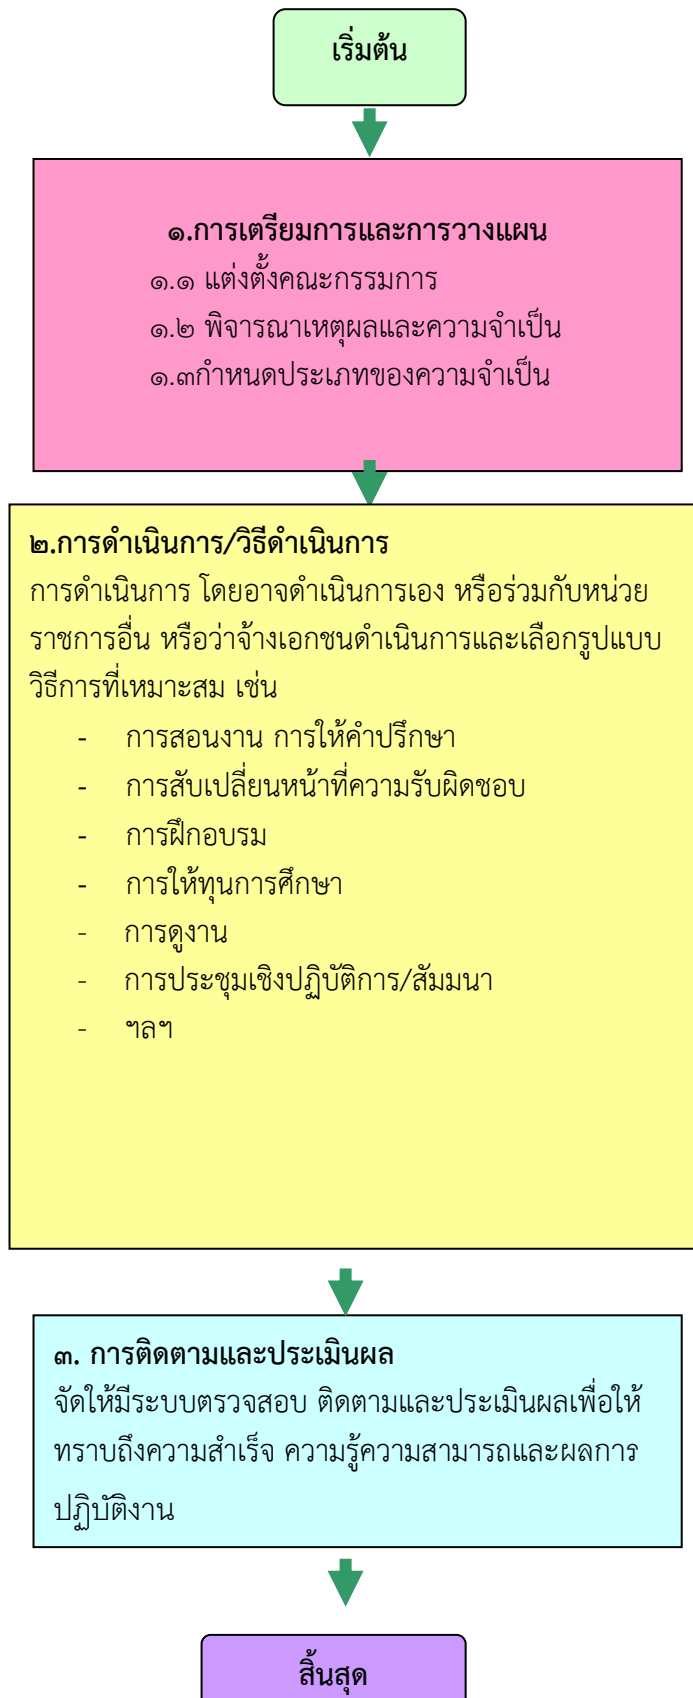 เริ่มต้น
๑.การเตรียมการและการวางแผน
๑.๑ แต่งตั้งคณะกรรมการ
๑.๒ พิจารณาเหตุผลและความจำเป็น
๑.๓กำหนดประเภทของความจำเป็น
๒.การดำเนินการ/วิธีดำเนินการ
การดำเนินการ โดยอาจดำเนินการเอง หรือร่วมกับหน่วย
ราชการอื่น หรือว่าจ้างเอกชนดำเนินการและเลือกรูปแบบ
วิธีการที่เหมาะสม เช่น
- การสอนงาน การให้คำปรึกษา
- การสับเปลี่ยนหน้าที่ความรับผิดชอบ
- การฝึกอบรม
- การให้ทุนการศึกษา
- การดูงาน
- การประชุมเชิงปฏิบัติการ/สัมมนา
- ฯลฯ
๓. การติดตามและประเมินผล
จัดให้มีระบบตรวจสอบ ติดตามและประเมินผลเพื่อให้
ทราบถึงความสำเร็จ ความรู้ความสามารถและผลการ
ปฏิบัติงาน
สิ้นสุด